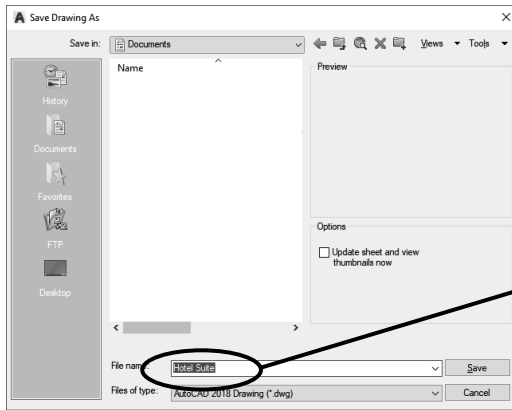 Save Drawing As
Save in: Documents Views Tools
Name Preview
History
Documents
Favorites
Options
Update sheet and view
thumbnails now
FTP
Desktop
File name: Hotel Suite Save
Files of type: AutoCAD 2018 Drawing (*.dwg) Cancel